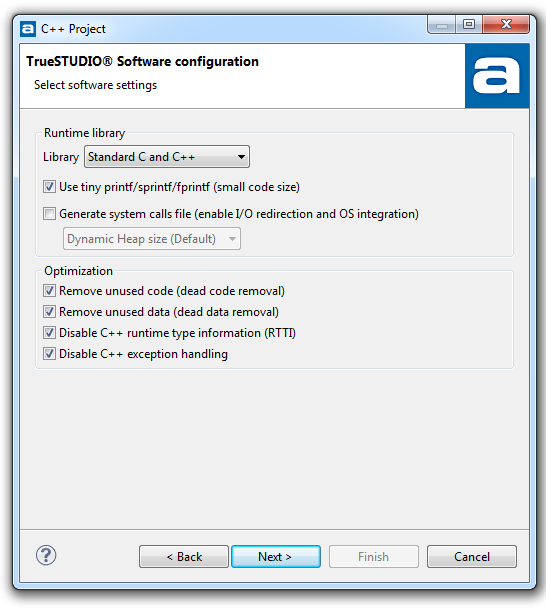 C++ Project
TrueSTUDIO® Software configuration
Select software settings
a
Runtime library
Library Standard C and C++
Use tiny printf/sprintf/fprintf (small code size)
Generate system calls file (enable I/O redirection and OS integration)
Dynamic Heap size (Default)
Optimization
Remove unused code (dead code removal)
Remove unused data (dead data removal)
Disable C++ runtime type information (RTTI)
Disable C++ exception handling
? < Back Next > Finish Cancel